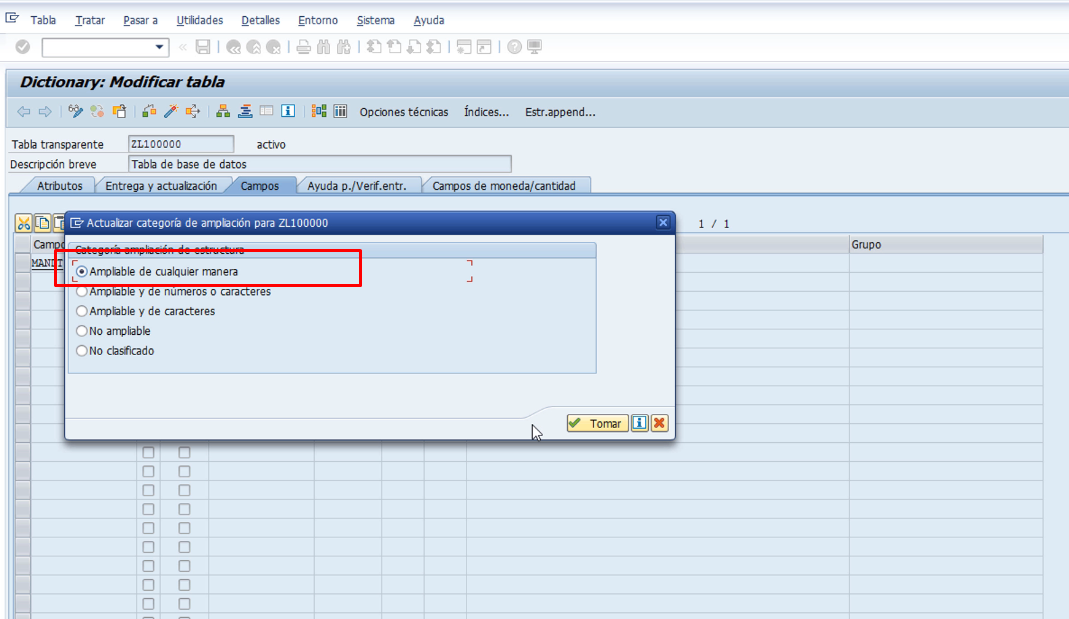 Tabla Tratar Pasar a Utilidades Detalles Entorno Sistema Ayuda
Dictionary: Modificar tabla
Opciones técnicas Índices... Estr.append...
Tabla transparente ZL100000 activo
Descripción breve Tabla de base de datos
Atributos Entrega y actualización Campos Ayuda p./Verif.entr. Campos de moneda/cantidad
Actualizar categoría de ampliación para ZL100000 1 / 1
Campo Categoría ampliación de estructura Grupo
MANDT Ampliable de cualquier manera
Ampliable y de números o caracteres
Ampliable y de caracteres
No ampliable
No clasificado
Tomar